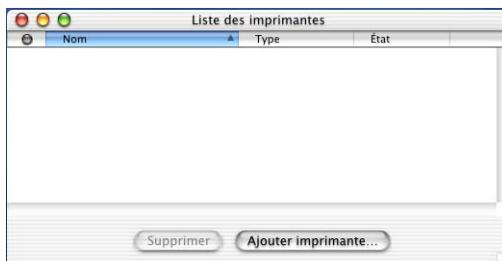 Liste des imprimantes
Nom Type État
Supprimer Ajouter imprimante...